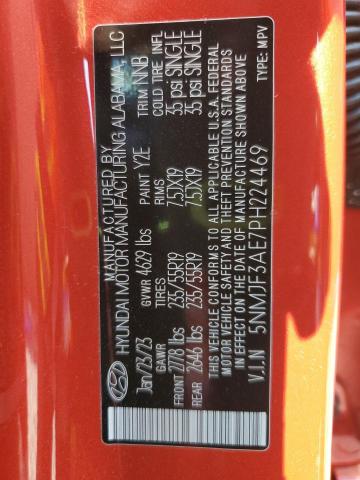 MANUFACTURED BY
HYUNDAI MOTOR MANUFACTURING ALABAMA, LLC
Jan/23/23 PAINT Y2E TRIM NNB
GVWR 4629 lbs TIRES RIMS COLD TIRE INFL
FRONT 2778 lbs 235/55R19 7.5JX19 35 psi SINGLE
REAR 2646 lbs 235/55R19 7.5JX19 35 psi SINGLE
THIS VEHICLE CONFORMS TO ALL APPLICABLE U.S.A. FEDERAL
MOTOR VEHICLE SAFETY, BUMPER, AND THEFT PREVENTION STANDARDS
IN EFFECT ON THE DATE OF MANUFACTURE SHOWN ABOVE
V.I.N 5NMJF3AE7PH224469 TYPE: MPV